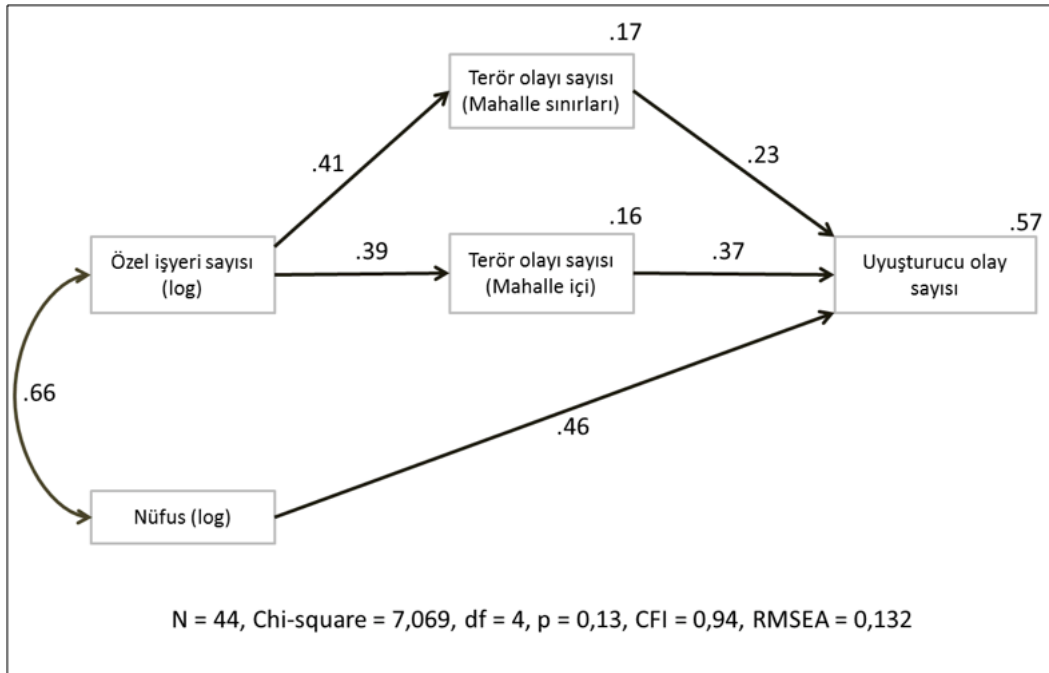 .17
Terör olayı sayısı
(Mahalle sınırları)
.41
.23
.16
.57
Özel işyeri sayısı
(log)
.39
Terör olayı sayısı
(Mahalle içi)
.37
Uyuşturucu olay
sayısı
.66
.46
Nüfus (log)
N = 44, Chi-square = 7,069, df = 4, p = 0,13, CFI = 0,94, RMSEA = 0,132